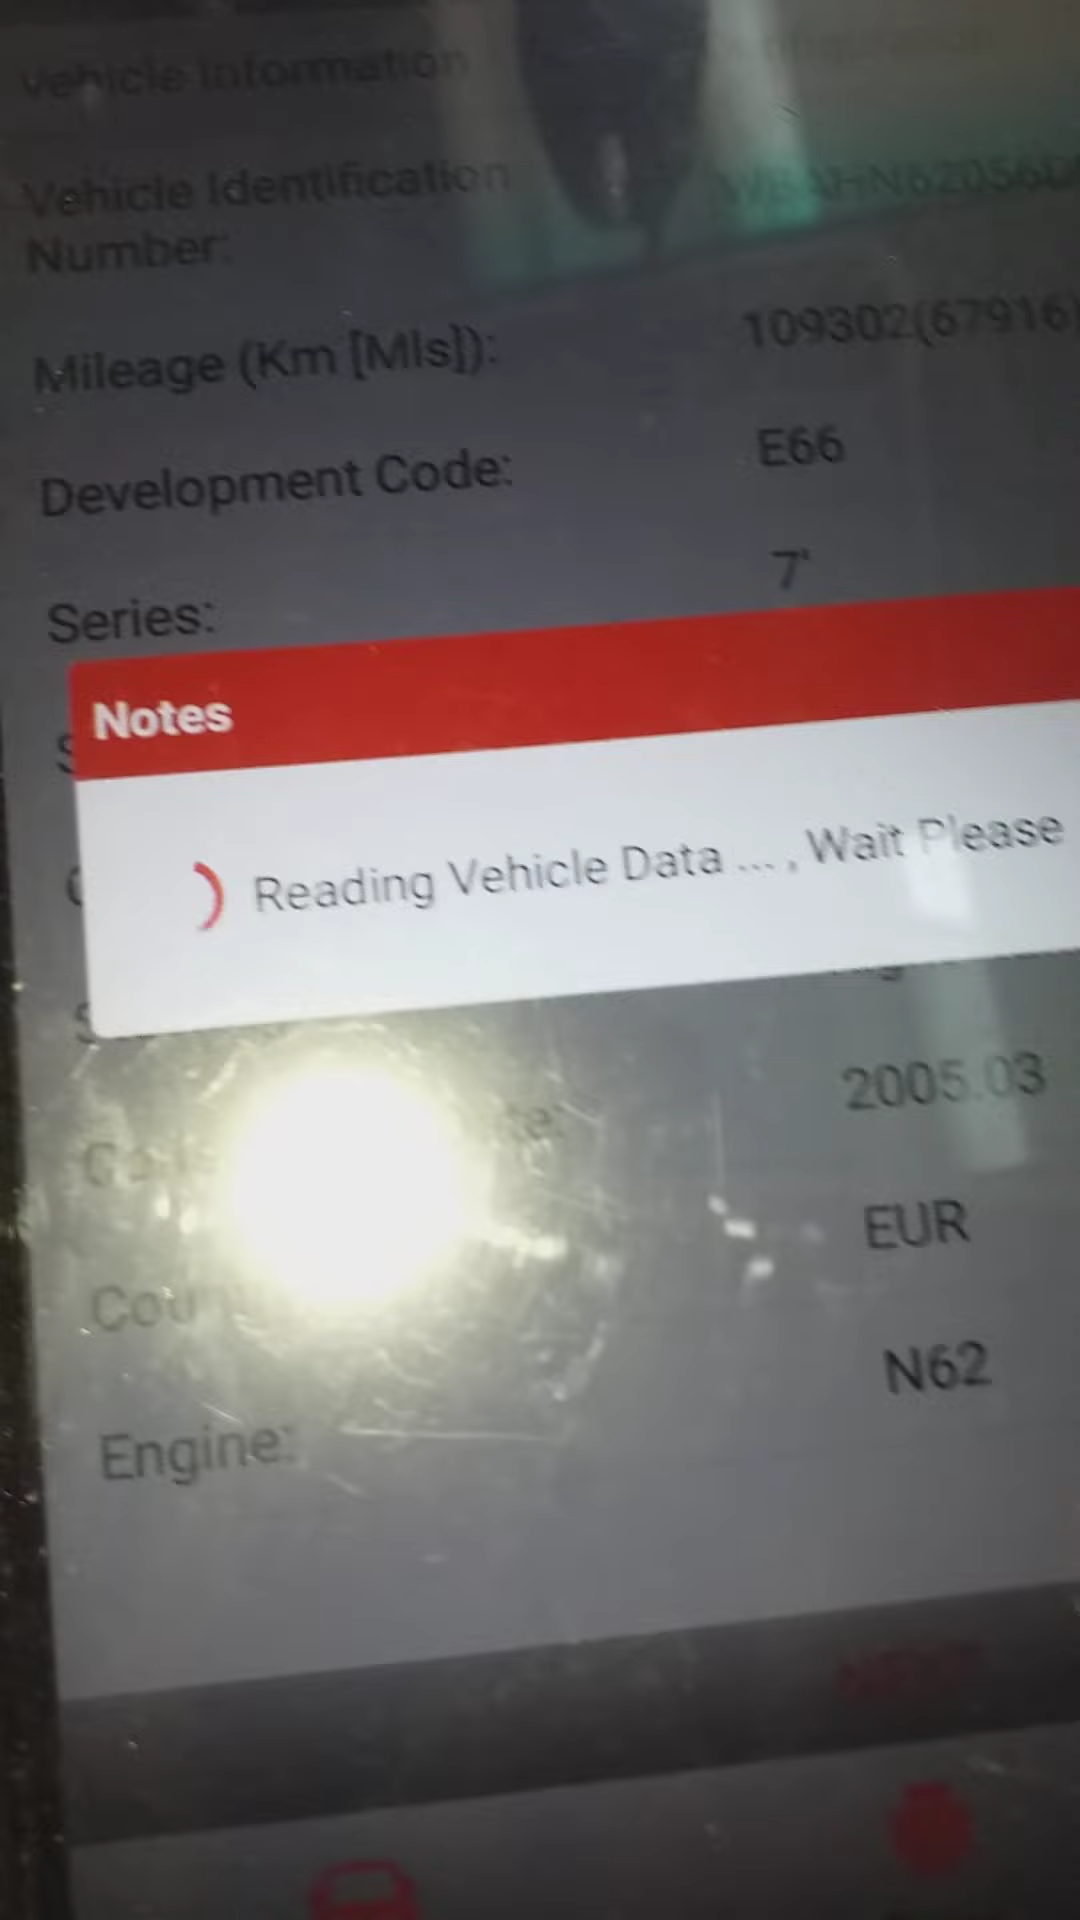 Vehicle Information
Vehicle Identification
Number:
Mileage (Km [Mls]):
109302(67916)
Development Code:
E66
Series:
7'
Notes
Reading Vehicle Data ... , Wait Please
2005.03
EUR
Engine:
N62